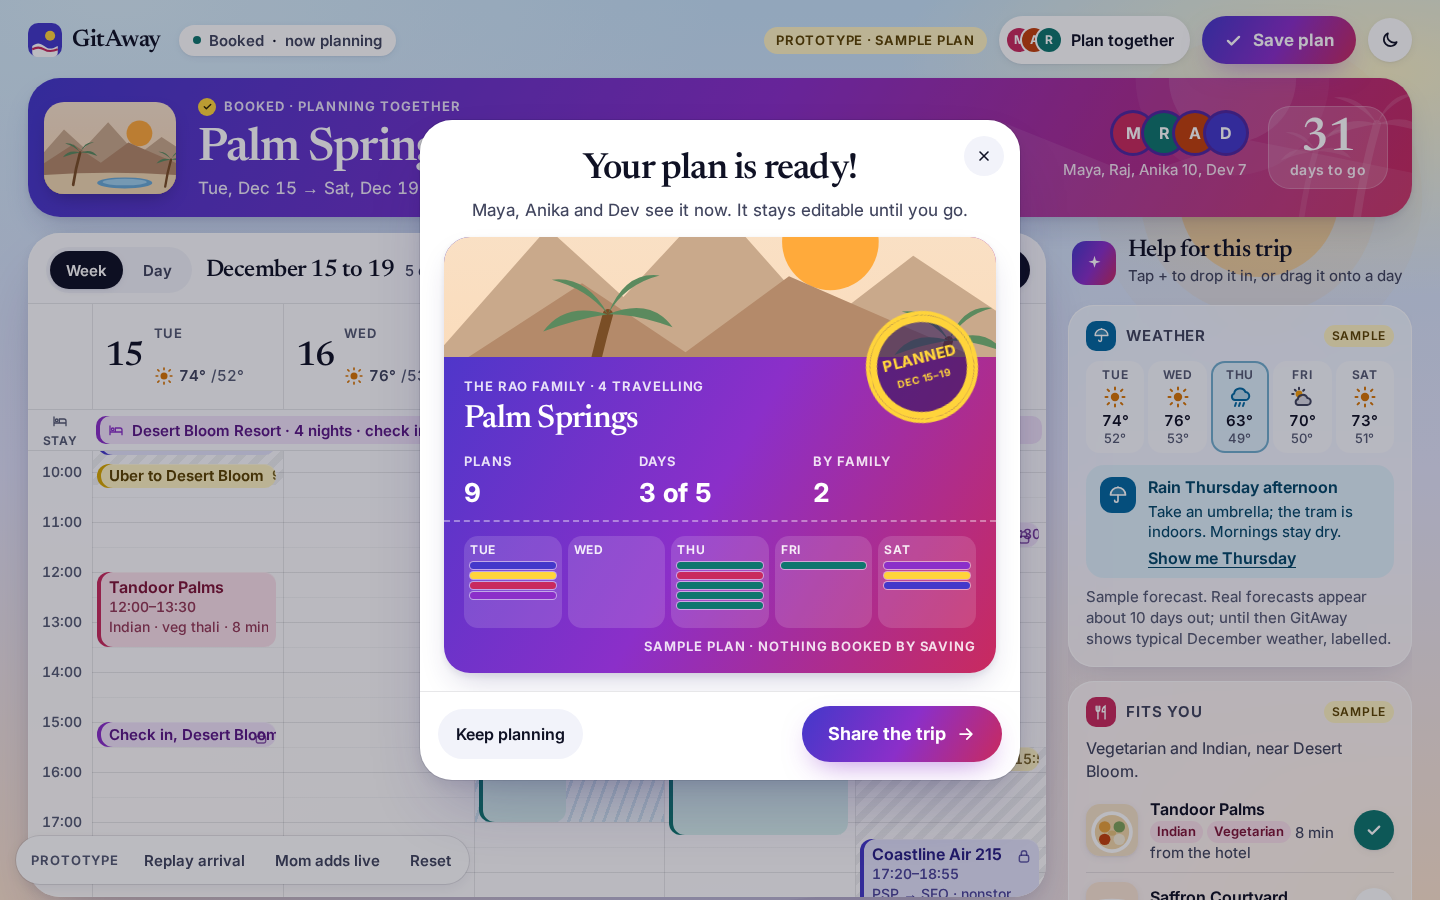 GitAway
Booked · now planning
PROTOTYPE · SAMPLE PLAN
M A R
Plan together
Save plan
BOOKED · PLANNING TOGETHER
Palm Spring
Tue, Dec 15 → Sat, Dec 19
M R A D
Maya, Raj, Anika 10, Dev 7
31
days to go
Your plan is ready!
Maya, Anika and Dev see it now. It stays editable until you go.
PLANNED
DEC 15–19
THE RAO FAMILY · 4 TRAVELLING
Palm Springs
PLANS
9
DAYS
3 of 5
BY FAMILY
2
TUE
WED
THU
FRI
SAT
SAMPLE PLAN · NOTHING BOOKED BY SAVING
Keep planning
Share the trip →
Week
Day
December 15 to 19
15
TUE
74° /52°
16
WED
76° /53
STAY
Desert Bloom Resort · 4 nights · check i
10:00
11:00
12:00
13:00
14:00
15:00
16:00
17:00
Uber to Desert Bloom
Tandoor Palms
12:00–13:30
Indian · veg thali · 8 min
Check in, Desert Bloom
Coastline Air 215
17:20–18:55
PSP → SFO · nonstop
PROTOTYPE
Replay arrival
Mom adds live
Reset
Help for this trip
Tap + to drop it in, or drag it onto a day
WEATHER
SAMPLE
TUE
74°
52°
WED
76°
53°
THU
63°
49°
FRI
70°
50°
SAT
73°
51°
Rain Thursday afternoon
Take an umbrella; the tram is
indoors. Mornings stay dry.
Show me Thursday
Sample forecast. Real forecasts appear
about 10 days out; until then GitAway
shows typical December weather, labelled.
FITS YOU
SAMPLE
Vegetarian and Indian, near Desert
Bloom.
Tandoor Palms
Indian Vegetarian 8 min
from the hotel
Saffron Courtyard